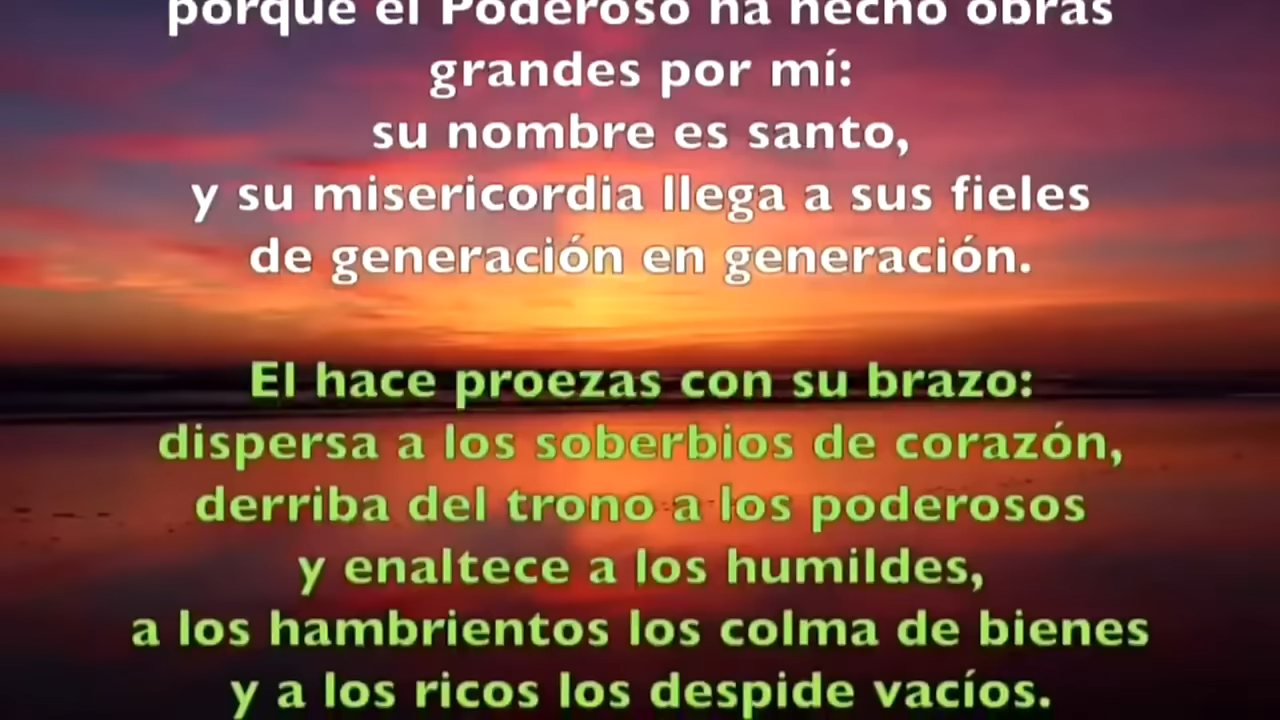 porque el Poderoso ha hecho obras
grandes por mí:
su nombre es santo,
y su misericordia llega a sus fieles
de generación en generación.
El hace proezas con su brazo:
dispersa a los soberbios de corazón,
derriba del trono a los poderosos
y enaltece a los humildes,
a los hambrientos los colma de bienes
y a los ricos los despide vacíos.